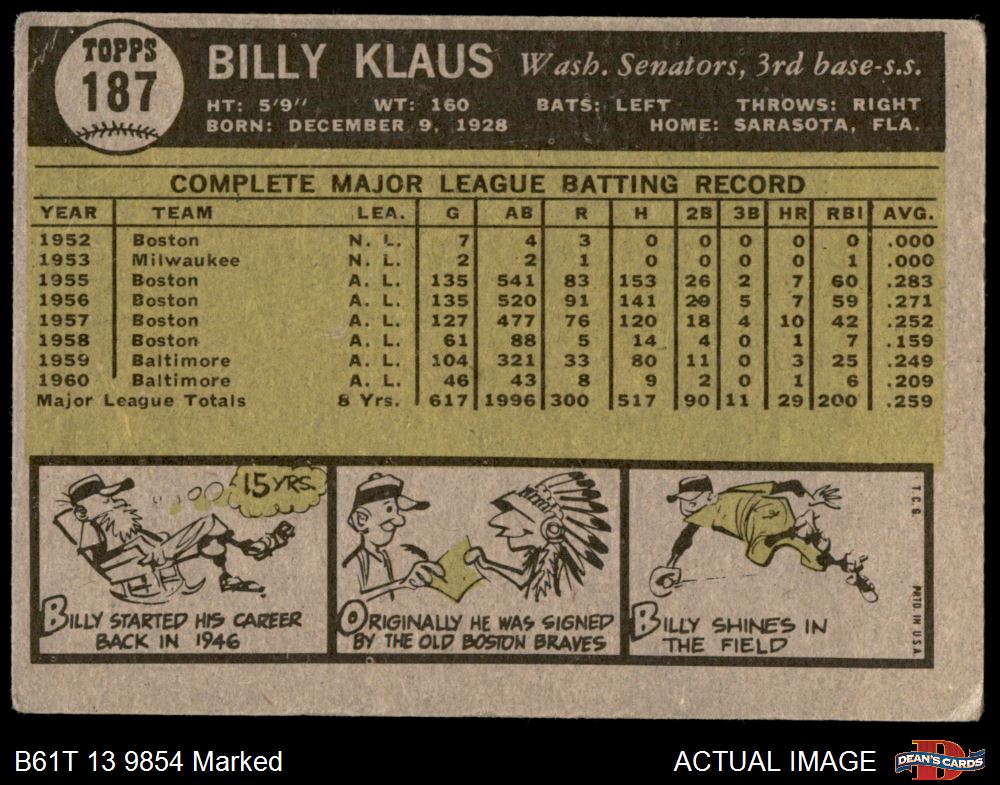 TOPPS
187
BILLY KLAUS Wash. Senators, 3rd base-s.s.
HT: 5'9" WT: 160 BATS: LEFT THROWS: RIGHT
BORN: DECEMBER 9, 1928 HOME: SARASOTA, FLA.
COMPLETE MAJOR LEAGUE BATTING RECORD
YEAR TEAM LEA. G AB R H 2B 3B HR RBI AVG.
1952 Boston N. L. 7 4 3 0 0 0 0 0 .000
1953 Milwaukee N. L. 2 2 1 0 0 0 0 1 .000
1955 Boston A. L. 135 541 83 153 26 2 7 60 .283
1956 Boston A. L. 135 520 91 141 29 5 7 59 .271
1957 Boston A. L. 127 477 76 120 18 4 10 42 .252
1958 Boston A. L. 61 88 5 14 4 0 1 7 .159
1959 Baltimore A. L. 104 321 33 80 11 0 3 25 .249
1960 Baltimore A. L. 46 43 8 9 2 0 1 6 .209
Major League Totals 8 Yrs. 617 1996 300 517 90 11 29 200 .259
15 YRS.
BILLY STARTED HIS CAREER
BACK IN 1946
ORIGINALLY HE WAS SIGNED
BY THE OLD BOSTON BRAVES
BILLY SHINES IN
THE FIELD
T.C.G.
PRTD. IN U.S.A.
B61T 13 9854 Marked
ACTUAL IMAGE
DEAN'S CARDS